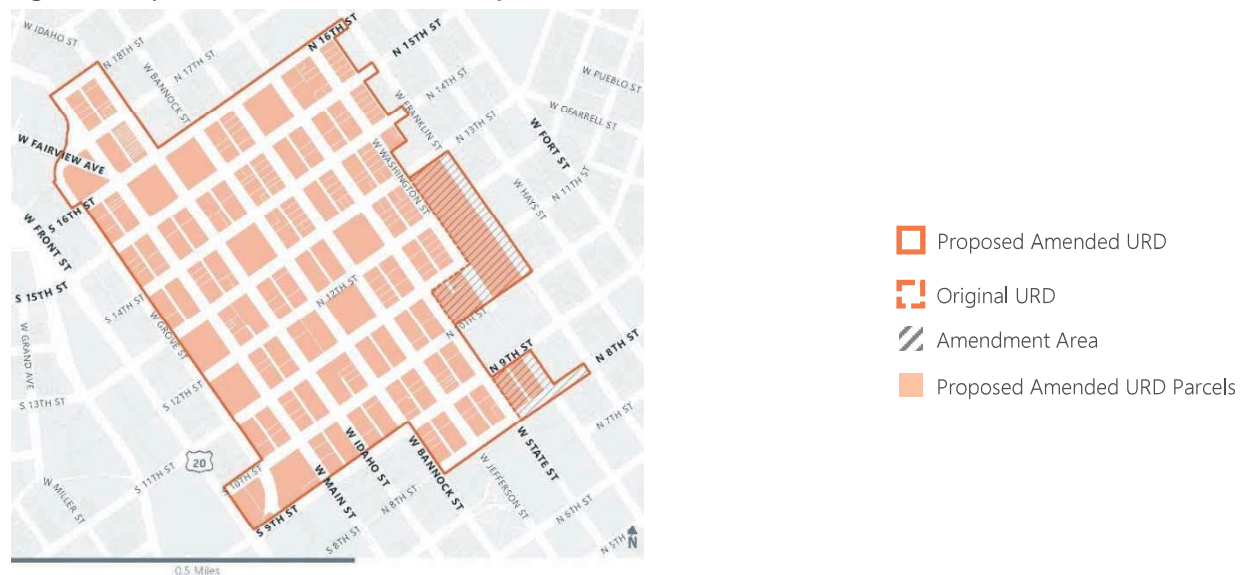 W IDAHO ST
N 18TH ST
W BANNOCK ST
N 17TH ST
N 16TH ST
N 15TH ST
W PUEBLO ST
N 14TH ST
W OFARRELL ST
W FRANKLIN ST
N 13TH ST
W FORT ST
W FAIRVIEW AVE
W WASHINGTON ST
W HAYS ST
N 11TH ST
S 16TH ST
W FRONT ST
S 15TH ST
S 14TH ST
N 12TH ST
W GROVE ST
W GRAND AVE
N 9TH ST
N 8TH ST
S 13TH ST
S 12TH ST
N 7TH ST
20
S 11TH ST
S 10TH ST
W MILLER ST
W MAIN ST
W IDAHO ST
W BANNOCK ST
W STATE ST
W JEFFERSON ST
S 9TH ST
N 8TH ST
S 8TH ST
N 6TH ST
N 5TH ST
N
0.5 Miles
Proposed Amended URD
Original URD
Amendment Area
Proposed Amended URD Parcels